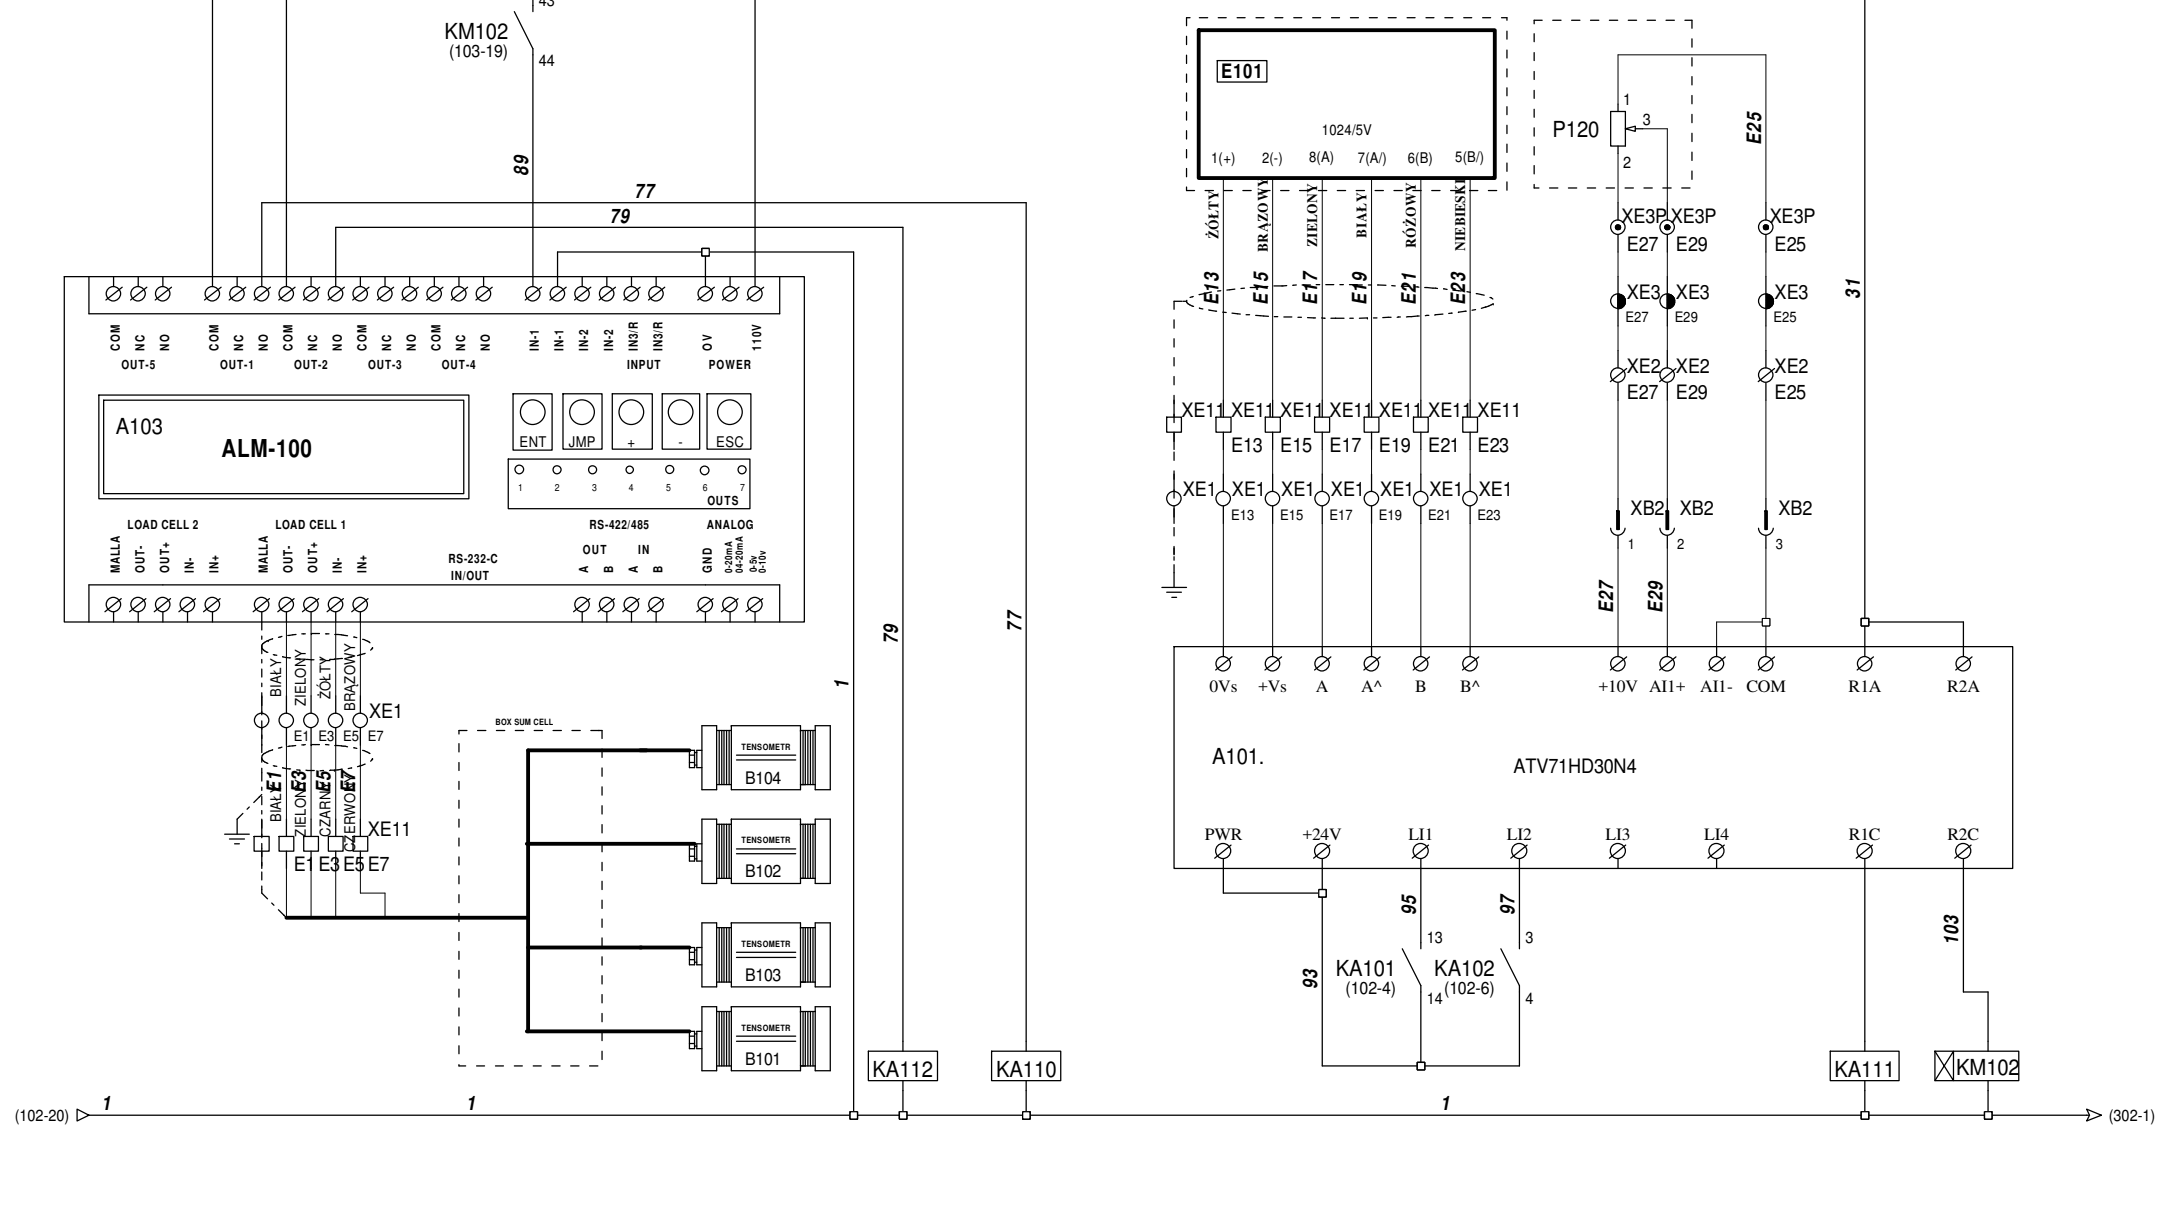 43
KM102
(103-19)
44
89
77
79
COM NC NO COM NC NO COM NC NO COM NC NO COM NC NO IN-1 IN-1 IN-2 IN-2 IN3/R IN3/R 0V 110V
OUT-5 OUT-1 OUT-2 OUT-3 OUT-4 INPUT POWER
A103
ALM-100
ENT JMP + - ESC
1 2 3 4 5 6 7
OUTS
LOAD CELL 2 LOAD CELL 1 RS-422/485 ANALOG
OUT IN
MALLA OUT- OUT+ IN- IN+ MALLA OUT- OUT+ IN- IN+
RS-232-C
IN/OUT
A B A B GND 0-20mA 04-20mA 0-5v 0-10v
BIAŁY ZIELONY ŻÓŁTY BRĄZOWY
XE1
E1 E3 E5 E7
E1 E3 E5 E7
BIAŁY ZIELONY CZARNY CZERWONY
XE11
E1 E3 E5 E7
BOX SUM CELL
TENSOMETR
B104
TENSOMETR
B102
TENSOMETR
B103
TENSOMETR
B101
1
79
77
KA112
KA110
E101
1024/5V
1(+) 2(-) 8(A) 7(A/) 6(B) 5(B/)
ŻÓŁTY BRĄZOWY ZIELONY BIAŁY RÓŻOWY NIEBIESKI
E13 E15 E17 E19 E21 E23
XE11 XE11 XE11 XE11 XE11 XE11 XE11
E13 E15 E17 E19 E21 E23
XE1 XE1 XE1 XE1 XE1 XE1 XE1
E13 E15 E17 E19 E21 E23
P120
1
3
2
E25
XE3P XE3P XE3P
E27 E29 E25
XE3 XE3 XE3
E27 E29 E25
XE2 XE2 XE2
E27 E29 E25
XB2 XB2 XB2
1 2 3
E27 E29
31
0Vs +Vs A A^ B B^ +10V AI1+ AI1- COM R1A R2A
A101.
ATV71HD30N4
PWR +24V LI1 LI2 LI3 LI4 R1C R2C
95 97
103
93
13 3
KA101 KA102
(102-4) (102-6)
14 4
KA111
KM102
(102-20) 1 1 1 (302-1)